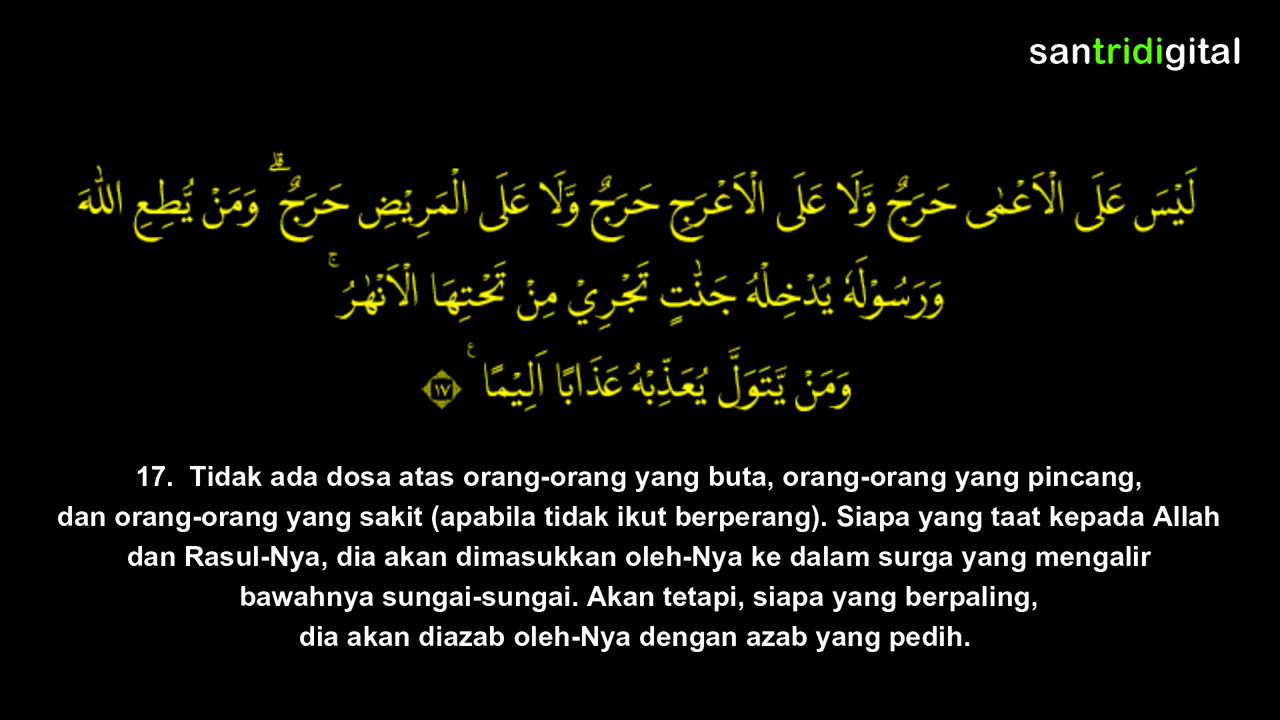 santridigital
لَيْسَ عَلَى الْاَعْمٰى حَرَجٌ وَّلَا عَلَى الْاَعْرَجِ حَرَجٌ وَّلَا عَلَى الْمَرِيْضِ حَرَجٌ ۗ وَمَنْ يُّطِعِ اللّٰهَ
وَرَسُوْلَهٗ يُدْخِلْهُ جَنّٰتٍ تَجْرِيْ مِنْ تَحْتِهَا الْاَنْهٰرُ ۚ
وَمَنْ يَّتَوَلَّ يُعَذِّبْهُ عَذَابًا اَلِيْمًا ࣖ ١٧
17. Tidak ada dosa atas orang-orang yang buta, orang-orang yang pincang,
dan orang-orang yang sakit (apabila tidak ikut berperang). Siapa yang taat kepada Allah
dan Rasul-Nya, dia akan dimasukkan oleh-Nya ke dalam surga yang mengalir
bawahnya sungai-sungai. Akan tetapi, siapa yang berpaling,
dia akan diazab oleh-Nya dengan azab yang pedih.